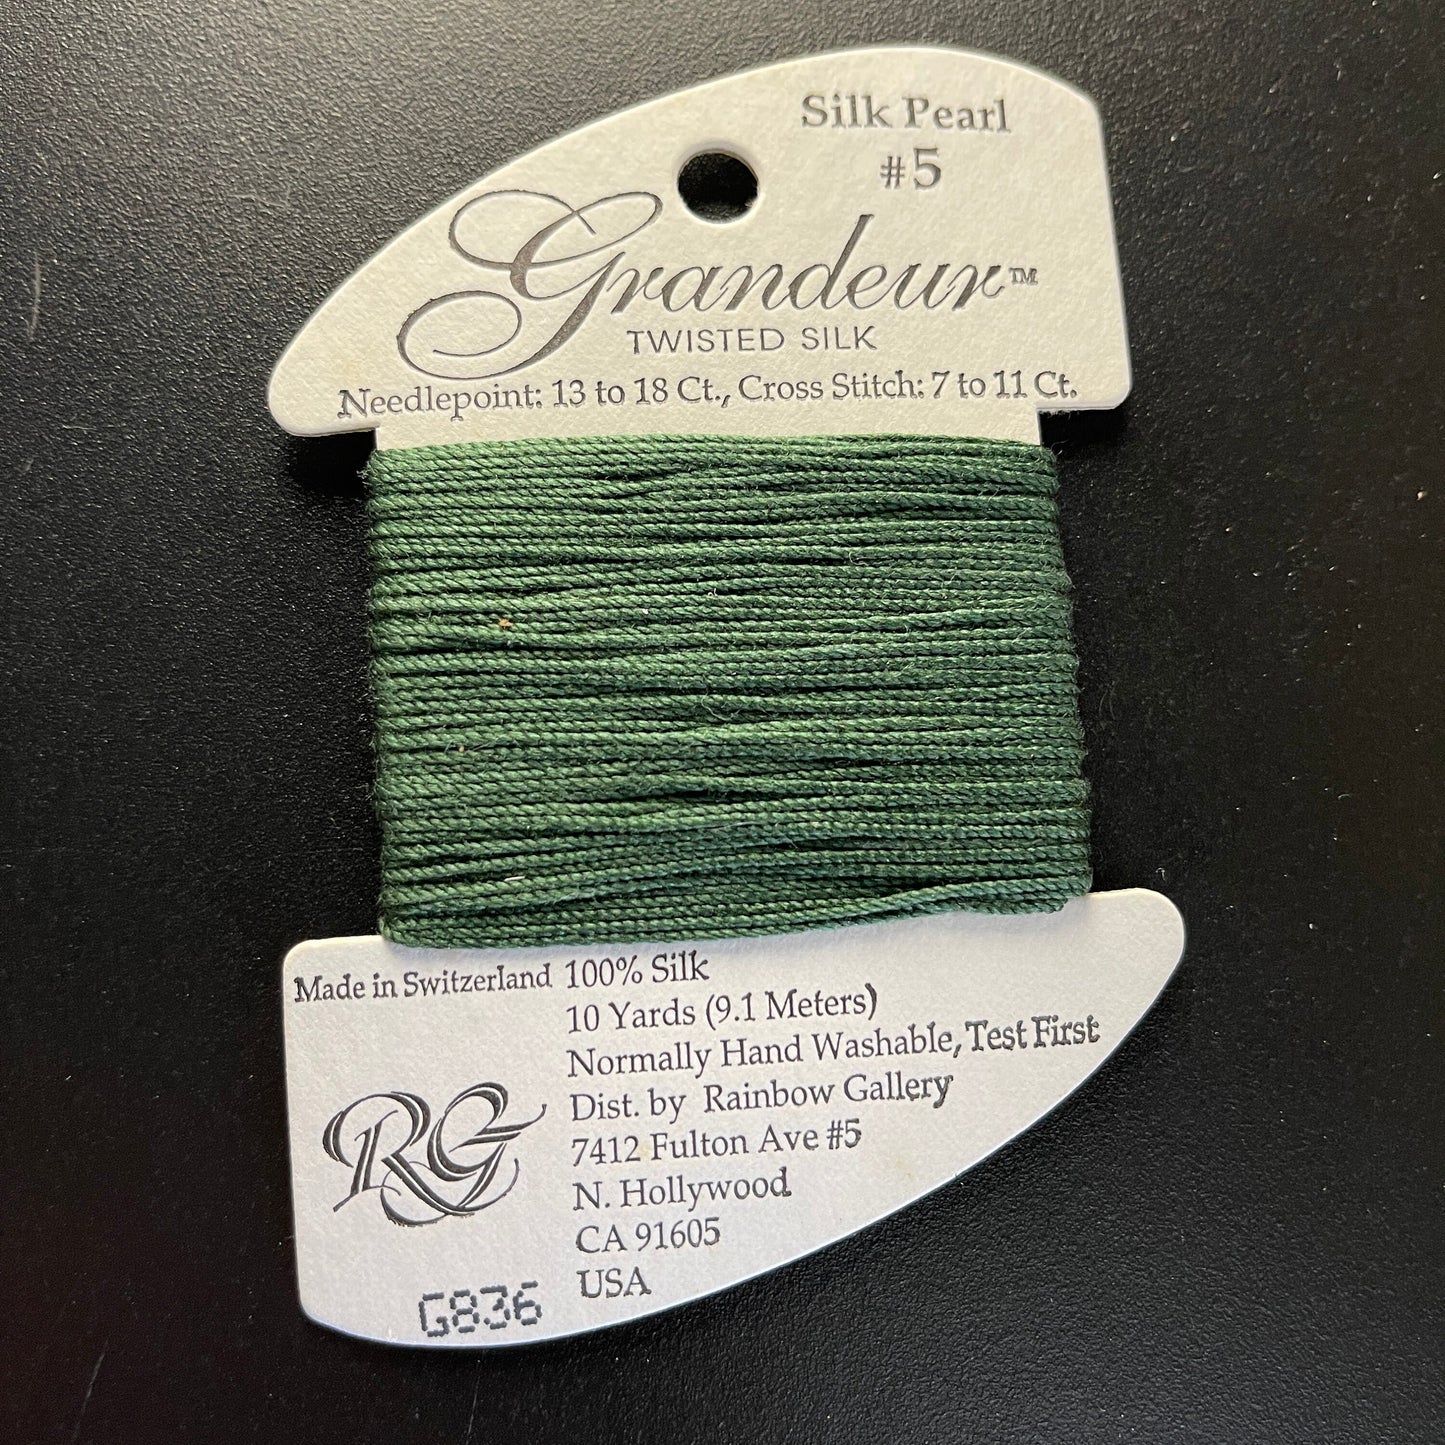 Silk Pearl
#5
Grandeur™
TWISTED SILK
Needlepoint: 13 to 18 Ct., Cross Stitch: 7 to 11 Ct.
Made in Switzerland 100% Silk
10 Yards (9.1 Meters)
Normally Hand Washable, Test First
Dist. by Rainbow Gallery
7412 Fulton Ave #5
N. Hollywood
CA 91605
USA
RG
G836